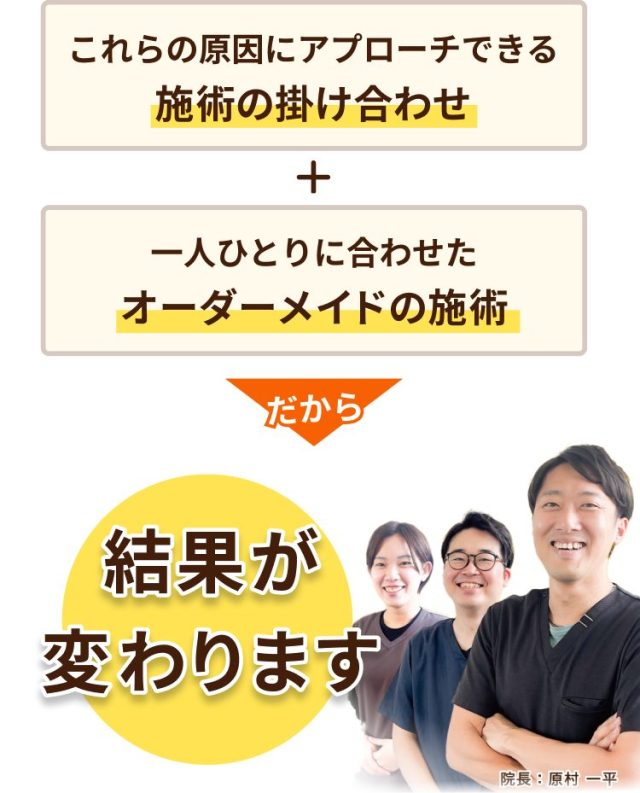 これらの原因にアプローチできる
施術の掛け合わせ
＋
一人ひとりに合わせた
オーダーメイドの施術
だから
結果が
変わります
院長：原村 一平